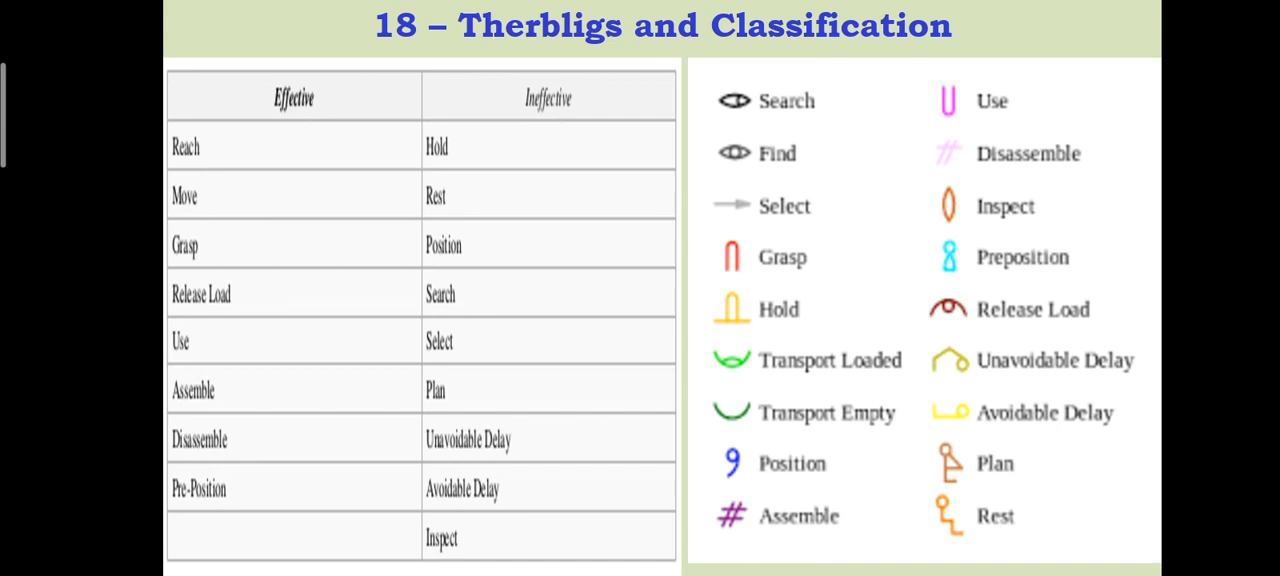 18 – Therbligs and Classification
Effective Ineffective
Reach Hold
Move Rest
Grasp Position
Release Load Search
Use Select
Assemble Plan
Disassemble Unavoidable Delay
Pre-Position Avoidable Delay
Inspect
Search Use
Find Disassemble
Select Inspect
Grasp Preposition
Hold Release Load
Transport Loaded Unavoidable Delay
Transport Empty Avoidable Delay
Position Plan
Assemble Rest